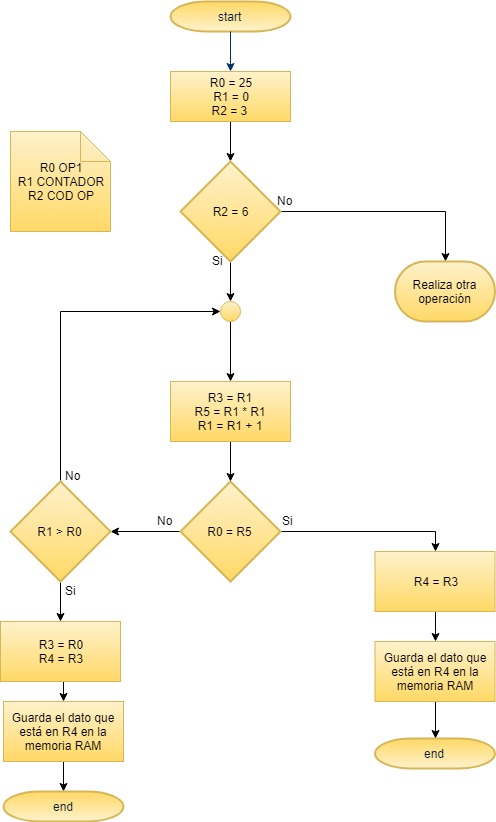 start
R0 = 25
R1 = 0
R2 = 3
R0 OP1
R1 CONTADOR
R2 COD OP
R2 = 6
No
Si
Realiza otra
operación
R3 = R1
R5 = R1 * R1
R1 = R1 + 1
No
R1 > R0
No
R0 = R5
Si
Si
R4 = R3
R3 = R0
R4 = R3
Guarda el dato que
está en R4 en la
memoria RAM
Guarda el dato que
está en R4 en la
memoria RAM
end
end